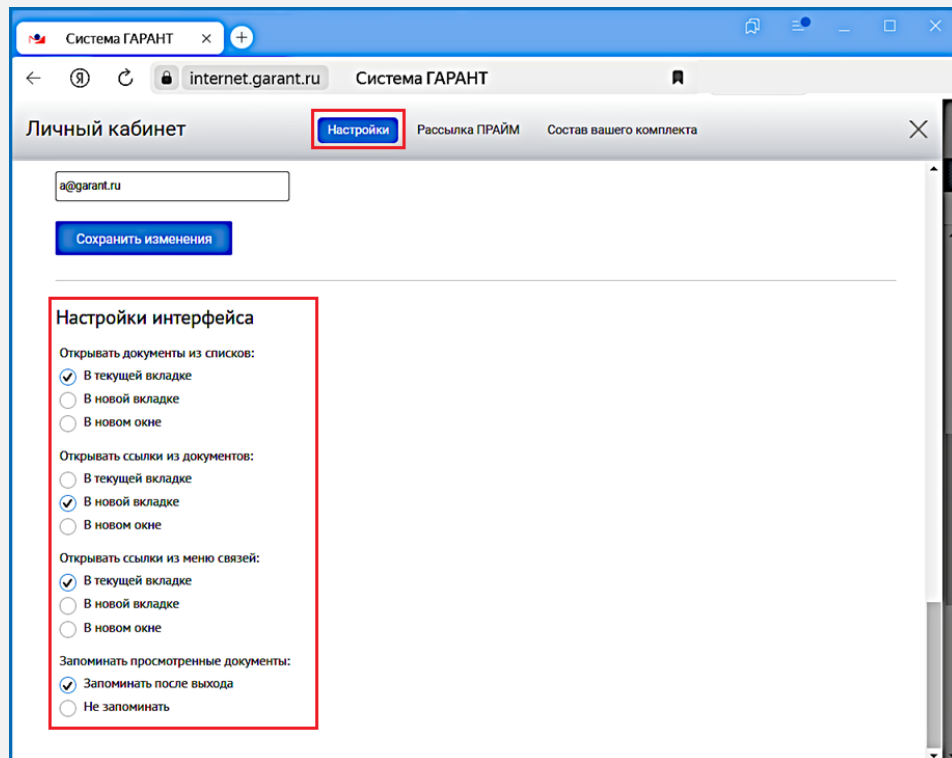 Система ГАРАНТ
internet.garant.ru Система ГАРАНТ
Личный кабинет Настройки Рассылка ПРАЙМ Состав вашего комплекта
a@garant.ru
Сохранить изменения
Настройки интерфейса
Открывать документы из списков:
В текущей вкладке
В новой вкладке
В новом окне
Открывать ссылки из документов:
В текущей вкладке
В новой вкладке
В новом окне
Открывать ссылки из меню связей:
В текущей вкладке
В новой вкладке
В новом окне
Запоминать просмотренные документы:
Запоминать после выхода
Не запоминать